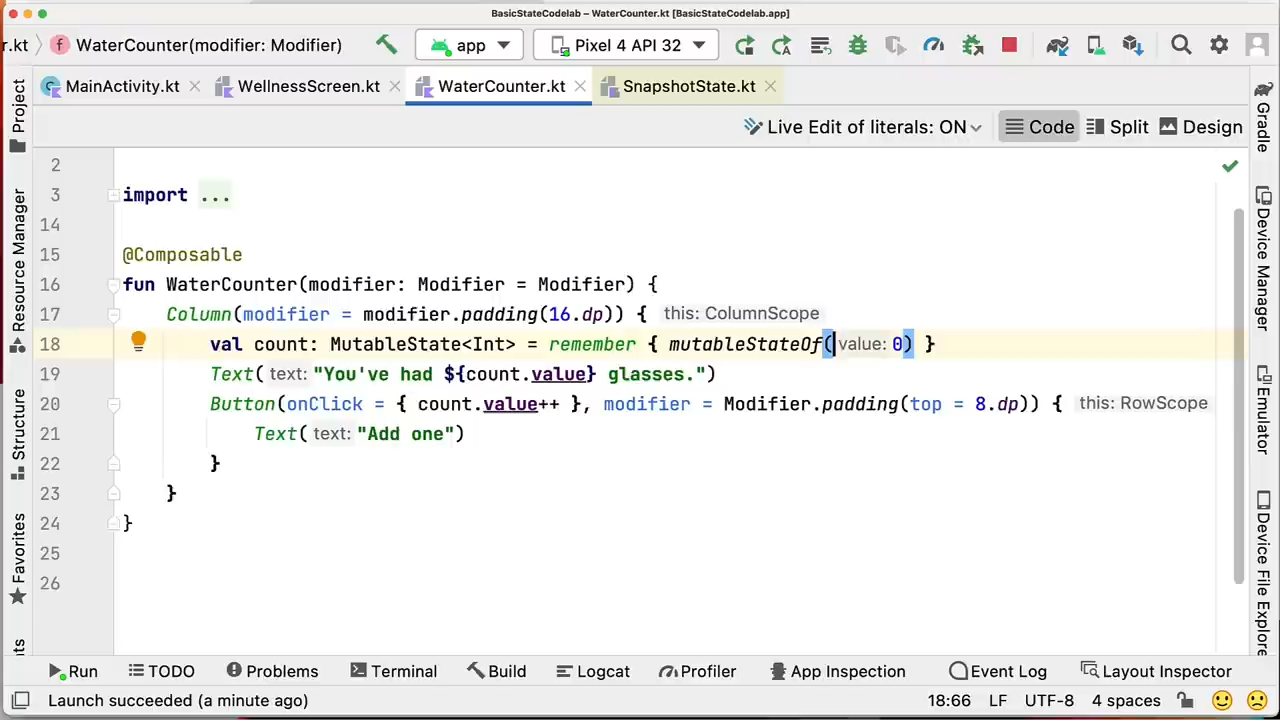 BasicStateCodelab – WaterCounter.kt [BasicStateCodelab.app]
r.kt WaterCounter(modifier: Modifier) app Pixel 4 API 32
MainActivity.kt WellnessScreen.kt WaterCounter.kt SnapshotState.kt
Live Edit of literals: ON Code Split Design
2
3 import ...
14
15 @Composable
16 fun WaterCounter(modifier: Modifier = Modifier) {
17 Column(modifier = modifier.padding(16.dp)) { this: ColumnScope
18 val count: MutableState<Int> = remember { mutableStateOf( value: 0) }
19 Text( text: "You've had ${count.value} glasses.")
20 Button(onClick = { count.value++ }, modifier = Modifier.padding(top = 8.dp)) { this: RowScope
21 Text( text: "Add one")
22 }
23 }
24 }
25
26
Project
Resource Manager
Structure
Favorites
nts
Gradle
Device Manager
Emulator
Device File Explorer
Run TODO Problems Terminal Build Logcat Profiler App Inspection Event Log Layout Inspector
Launch succeeded (a minute ago) 18:66 LF UTF-8 4 spaces